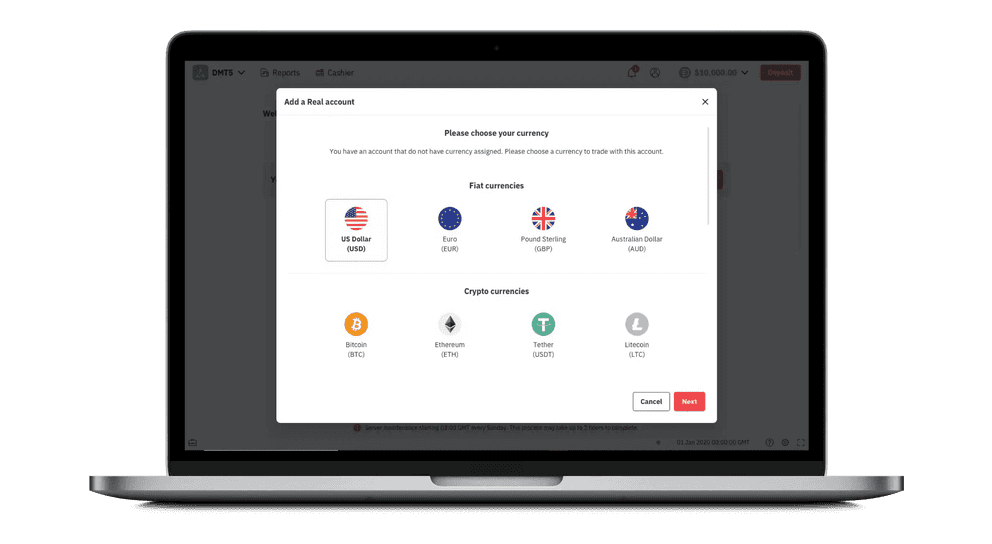 DMT5
Reports
Cashier
$10,000.00
Deposit
Wel
Add a Real account
Please choose your currency
You have an account that do not have currency assigned. Please choose a currency to trade with this account.
Y
Fiat currencies
US Dollar
(USD)
Euro
(EUR)
Pound Sterling
(GBP)
Australian Dollar
(AUD)
Crypto currencies
Bitcoin
(BTC)
Ethereum
(ETH)
Tether
(USDT)
Litecoin
(LTC)
Cancel
Next
Server maintenance starting 03:00 GMT every Sunday. This process may take up to 2 hours to complete.
01 Jan 2020 00:00:00 GMT